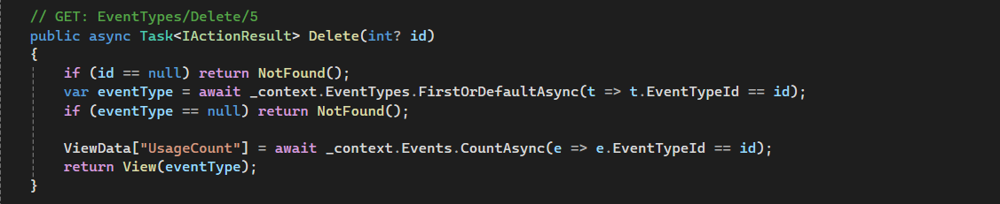 // GET: EventTypes/Delete/5
public async Task<IActionResult> Delete(int? id)
{
if (id == null) return NotFound();
var eventType = await _context.EventTypes.FirstOrDefaultAsync(t => t.EventTypeId == id);
if (eventType == null) return NotFound();
ViewData["UsageCount"] = await _context.Events.CountAsync(e => e.EventTypeId == id);
return View(eventType);
}